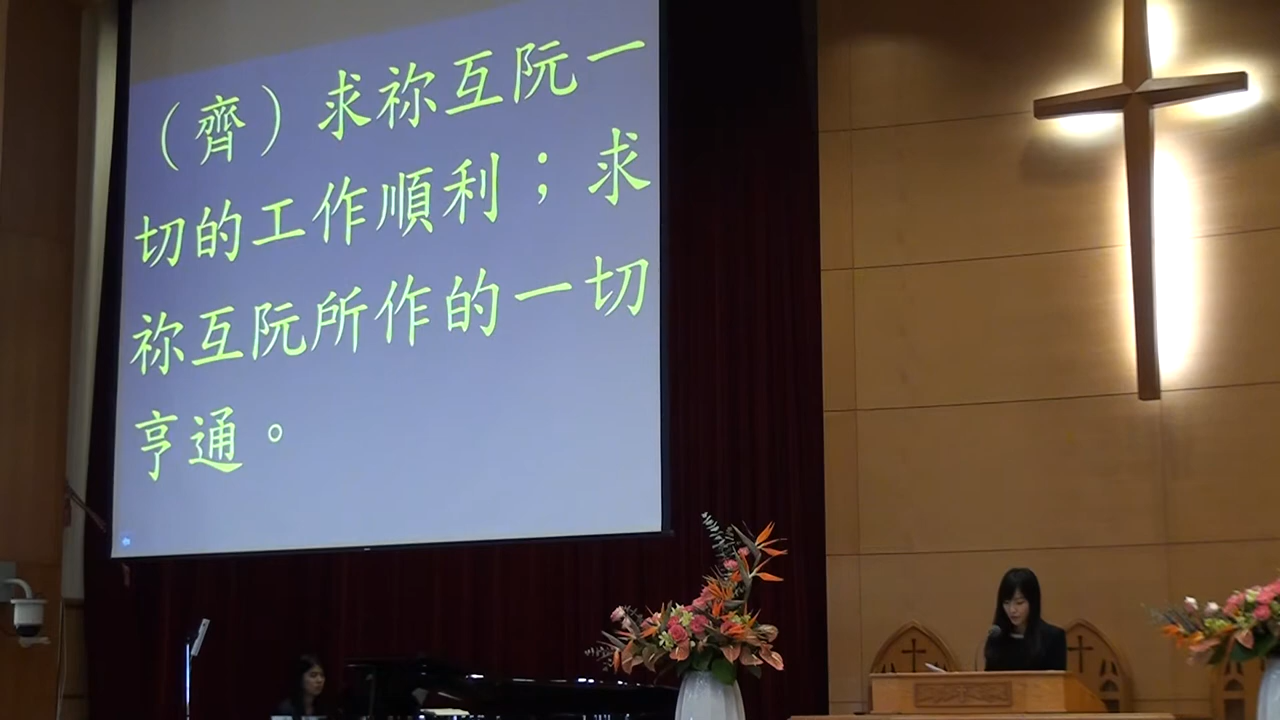 （齊）求祢互阮一
切的工作順利；求
祢互阮所作的一切
亨通。